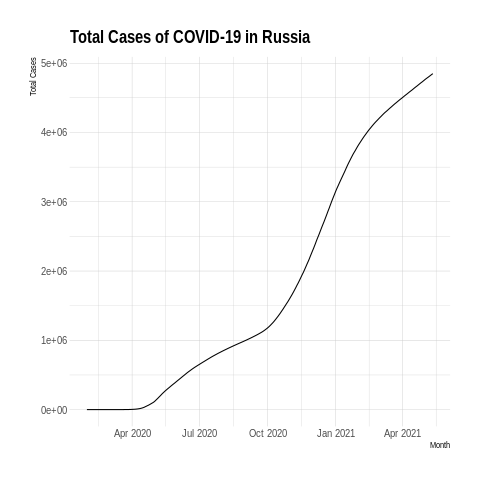 Total Cases of COVID-19 in Russia
Total Cases
5e+06
4e+06
3e+06
2e+06
1e+06
0e+00
Apr 2020 Jul 2020 Oct 2020 Jan 2021 Apr 2021
Month